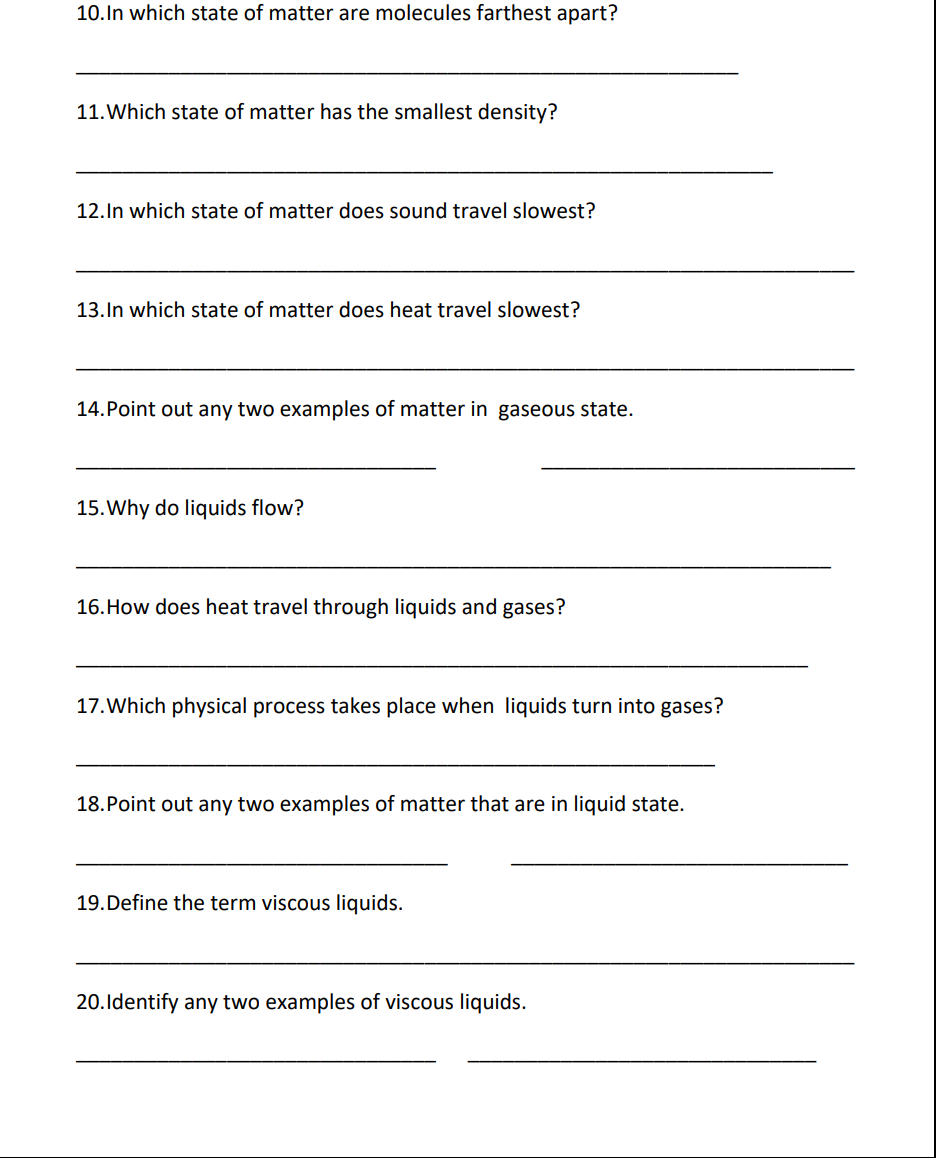 10.In which state of matter are molecules farthest apart?
11.Which state of matter has the smallest density?
12.In which state of matter does sound travel slowest?
13.In which state of matter does heat travel slowest?
14.Point out any two examples of matter in  gaseous state.
15.Why do liquids flow?
16.How does heat travel through liquids and gases?
17.Which physical process takes place when  liquids turn into gases?
18.Point out any two examples of matter that are in liquid state.
19.Define the term viscous liquids.
20.Identify any two examples of viscous liquids.